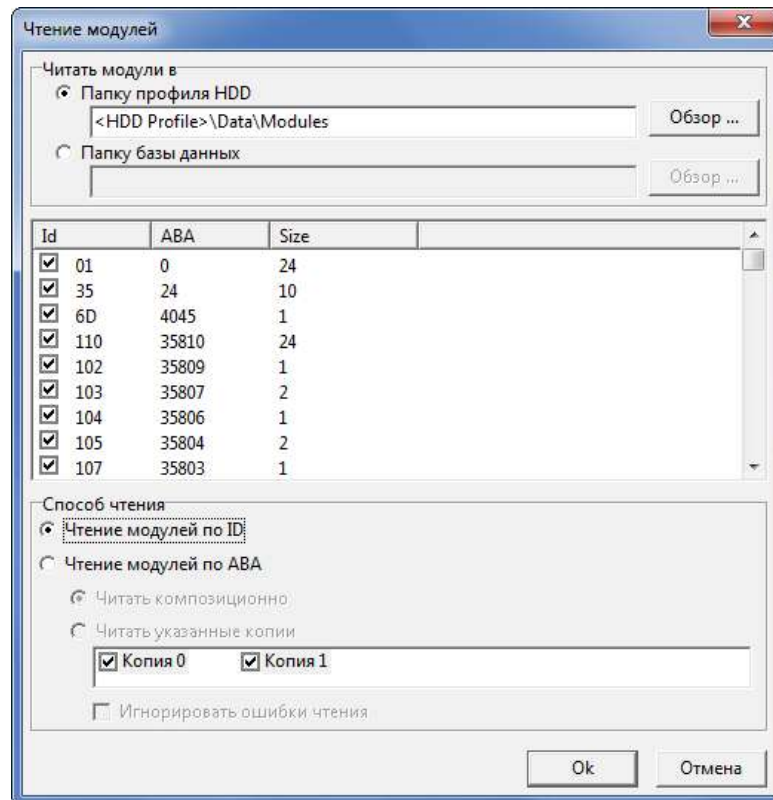 Чтение модулей
Читать модули в
Папку профиля HDD
<HDD Profile>\Data\Modules
Обзор ...
Папку базы данных
Обзор ...
Id ABA Size
01 0 24
35 24 10
6D 4045 1
110 35810 24
102 35809 1
103 35807 2
104 35806 1
105 35804 2
107 35803 1
Способ чтения
Чтение модулей по ID
Чтение модулей по ABA
Читать композиционно
Читать указанные копии
Копия 0 Копия 1
Игнорировать ошибки чтения
Ok Отмена